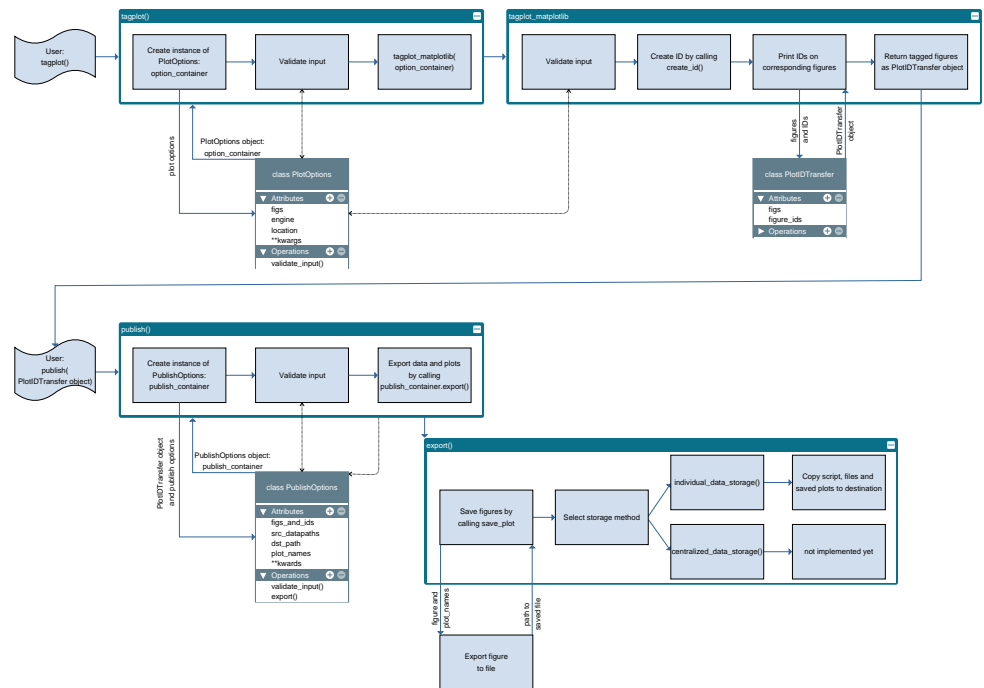 tagplot()
tagplot_matplotlib
User:
tagplot()
Create instance of
PlotOptions:
option_container
Validate input
tagplot_matplotlib(
option_container)
Validate input
Create ID by calling
create_id()
Print IDs on
corresponding figures
Return tagged figures
as PlotIDTransfer object
plot options
PlotOptions object:
option_container
figures
and IDs
PlotIDTransfer
object
class PlotOptions
Attributes
figs
engine
location
**kwargs
Operations
validate_input()
class PlotIDTransfer
Attributes
figs
figure_ids
Operations
publish()
User:
publish(
PlotIDTransfer object)
Create instance of
PublishOptions:
publish_container
Validate input
Export data and plots
by calling
publish_container.export()
PlotIDTransfer object
and publish options
PublishOptions object:
publish_container
class PublishOptions
Attributes
figs_and_ids
src_datapaths
dst_path
plot_names
**kwards
Operations
validate_input()
export()
export()
Save figures by
calling save_plot
Select storage method
individual_data_storage()
Copy script, files and
saved plots to destination
centralized_data_storage()
not implemented yet
figure and
plot_names
path to
saved file
Export figure
to file